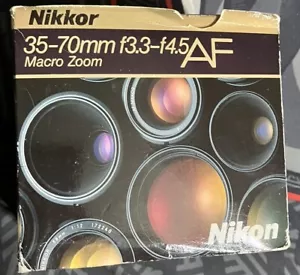 Nikkor
35-70mm f3.3-f4.5 AF
Macro Zoom
Nikon